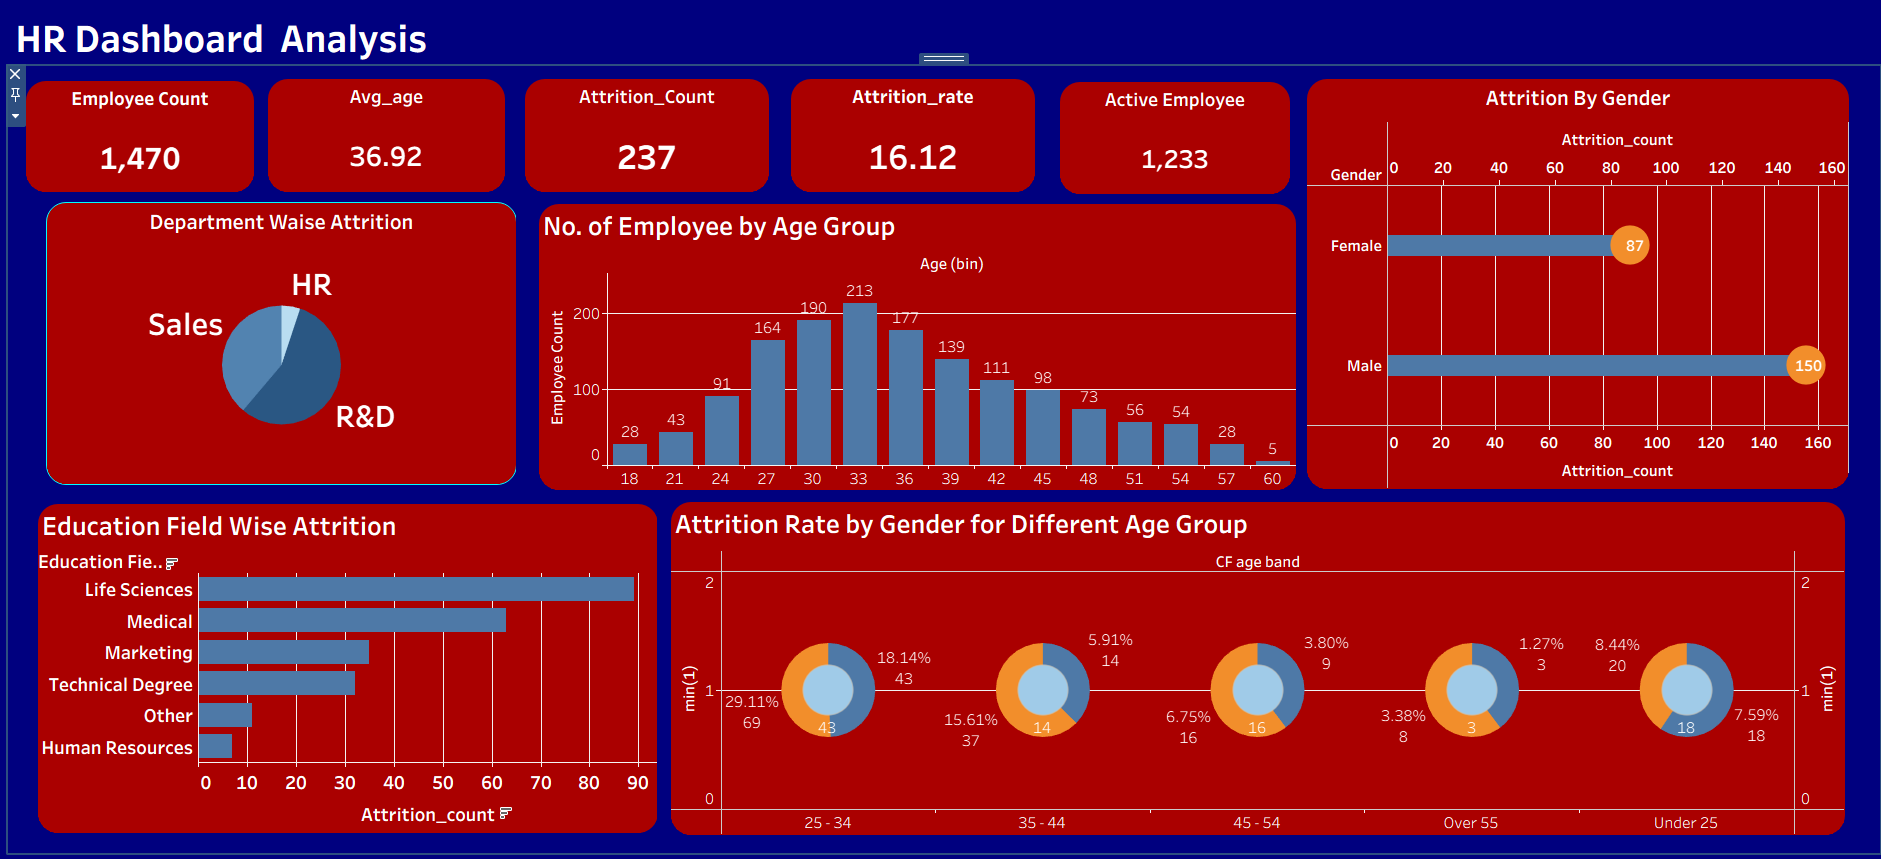 HR Dashboard  Analysis
Employee Count
1,470
Avg_age
36.92
Attrition_Count
237
Attrition_rate
16.12
Active Employee
1,233
Attrition By Gender
Attrition_count
Gender
0 20 40 60 80 100 120 140 160
Female
87
Male
150
0 20 40 60 80 100 120 140 160
Attrition_count
Department Waise Attrition
HR
Sales
R&D
No. of Employee by Age Group
Age (bin)
Employee Count
200
100
0
28 43 91 164 190 213 177 139 111 98 73 56 54 28 5
18 21 24 27 30 33 36 39 42 45 48 51 54 57 60
Education Field Wise Attrition
Education Fie..
Life Sciences
Medical
Marketing
Technical Degree
Other
Human Resources
0 10 20 30 40 50 60 70 80 90
Attrition_count
Attrition Rate by Gender for Different Age Group
CF age band
min(1)
2
1
0
18.14%
43
29.11%
69
43
5.91%
14
15.61%
37
14
3.80%
9
6.75%
16
16
1.27%
3
3.38%
8
3
8.44%
20
7.59%
18
18
2
1
0
min(1)
25 - 34 35 - 44 45 - 54 Over 55 Under 25